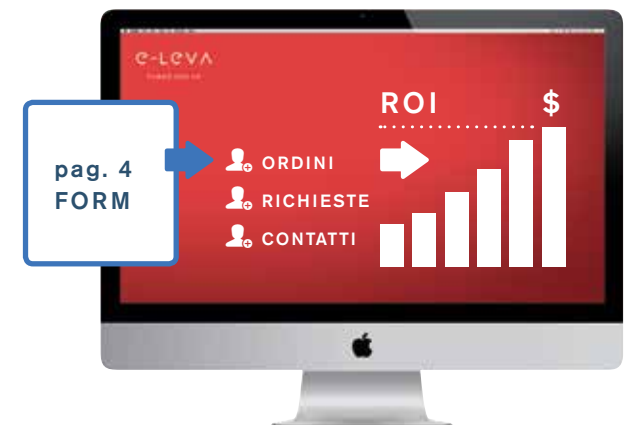 e-Leva
ROI $
pag. 4
FORM
ORDINI
RICHIESTE
CONTATTI